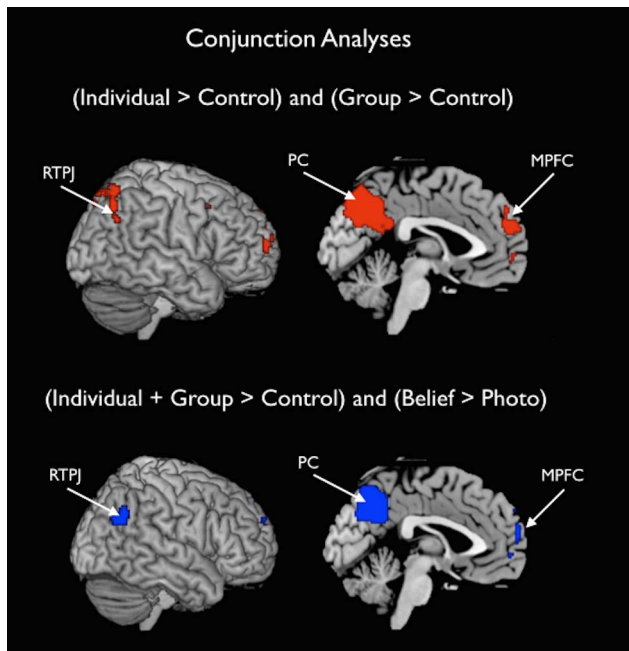 Conjunction Analyses
(Individual > Control) and (Group > Control)
RTPJ
PC
MPFC
(Individual + Group > Control) and (Belief > Photo)
RTPJ
PC
MPFC